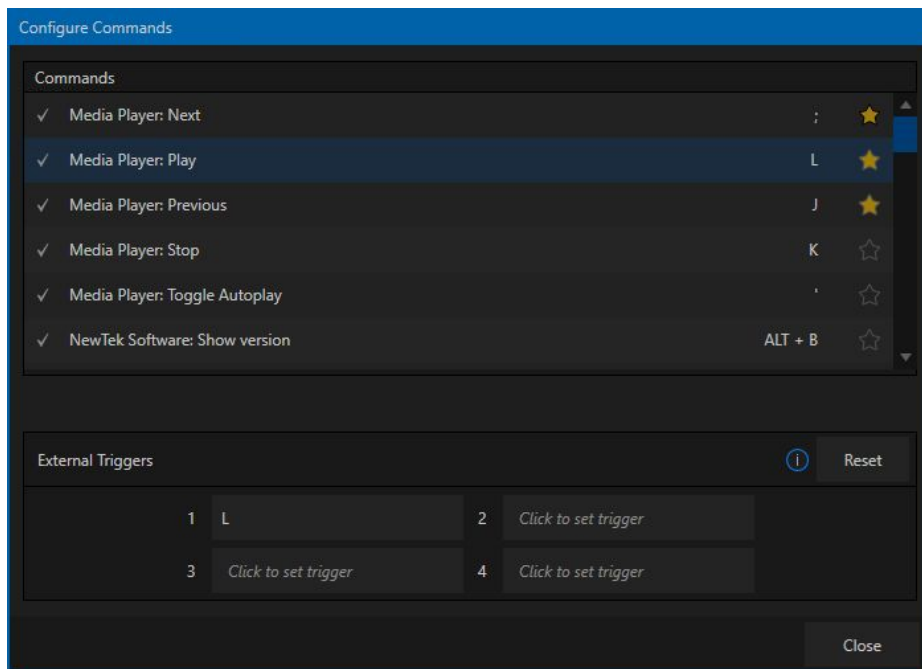 Configure Commands
Commands
✓ Media Player: Next ;
✓ Media Player: Play L
✓ Media Player: Previous J
✓ Media Player: Stop K
✓ Media Player: Toggle Autoplay '
✓ NewTek Software: Show version ALT + B
External Triggers i Reset
1 L 2 Click to set trigger
3 Click to set trigger 4 Click to set trigger
Close